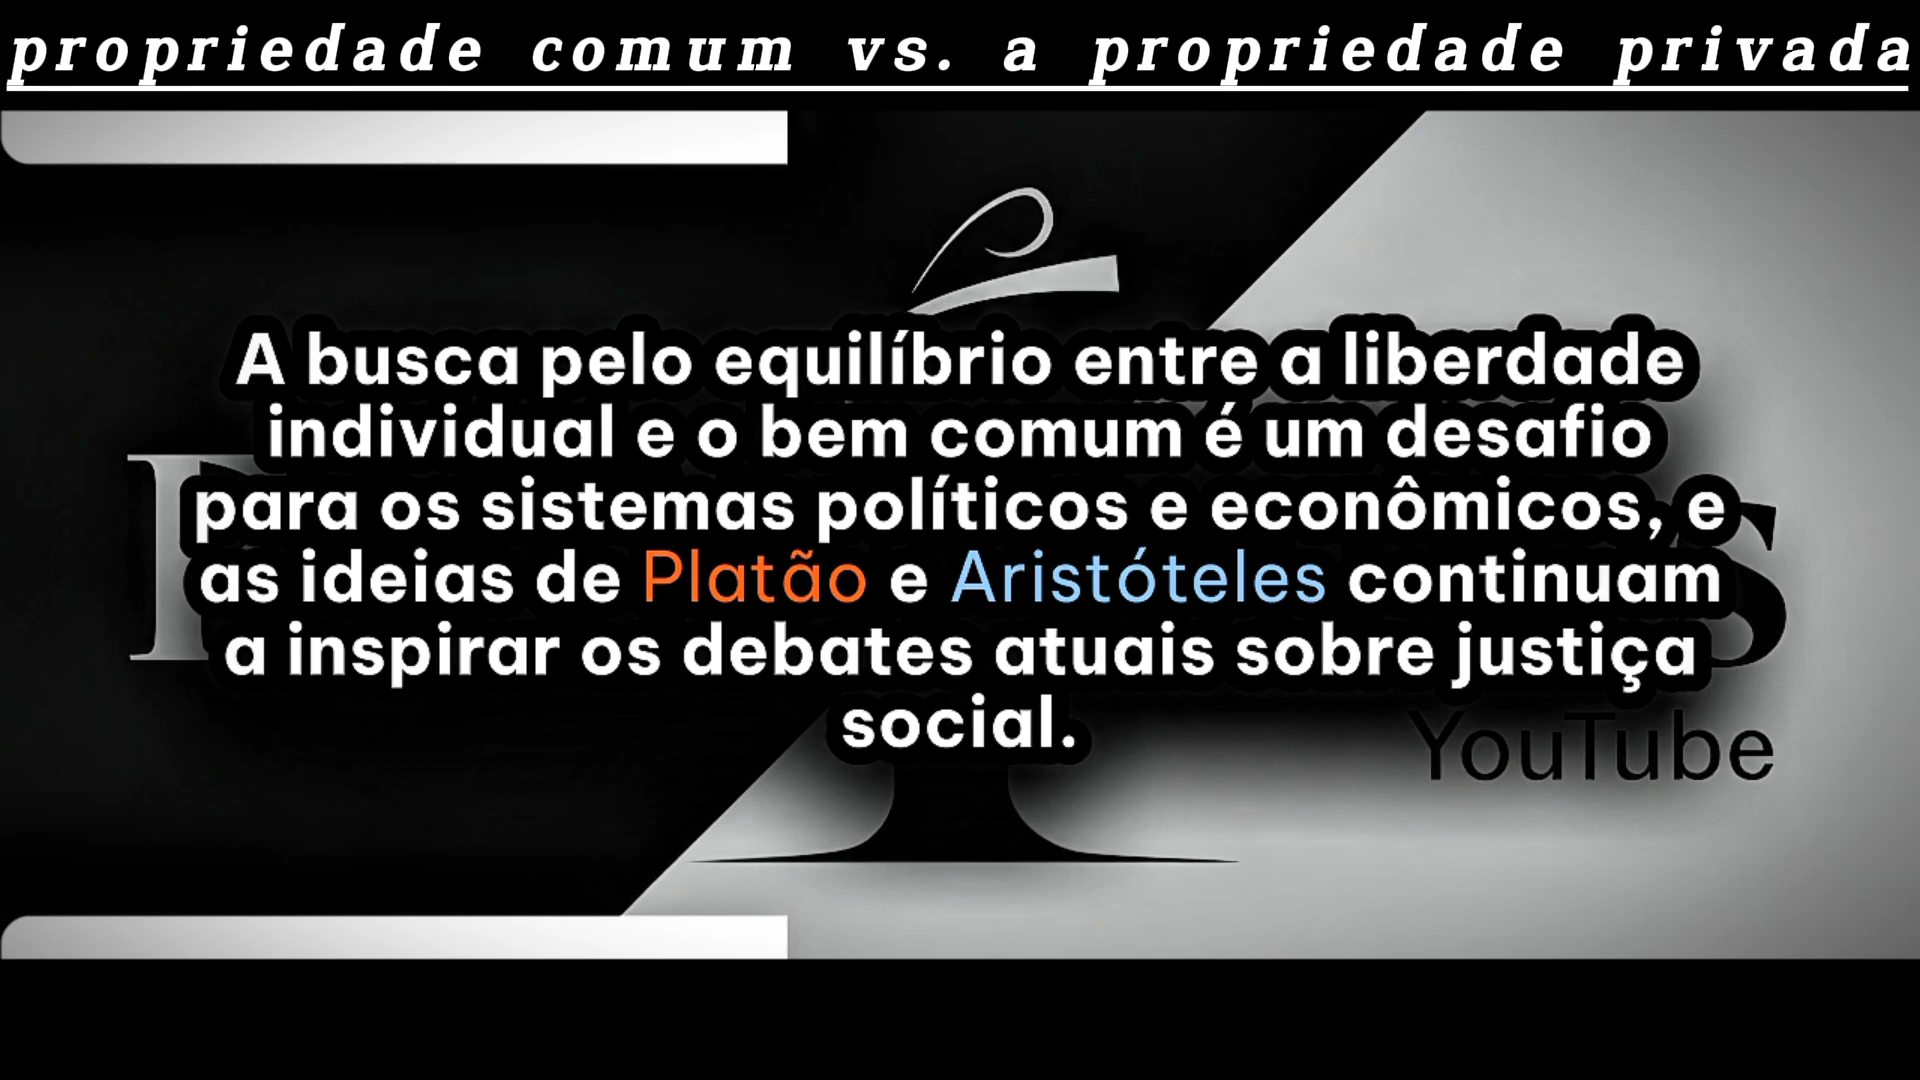 propriedade comum vs. a propriedade privada
A busca pelo equilíbrio entre a liberdade
individual e o bem comum é um desafio
para os sistemas políticos e econômicos, e
as ideias de Platão e Aristóteles continuam
a inspirar os debates atuais sobre justiça
social.
YouTube